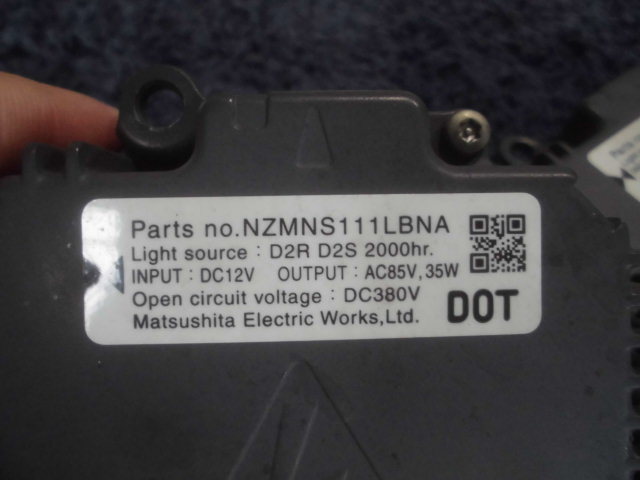 Parts no.NZMNS111LBNA
Light source : D2R D2S 2000hr.
INPUT : DC12V OUTPUT : AC85V,35W
Open circuit voltage : DC380V
Matsushita Electric Works,Ltd.
DOT
Parts